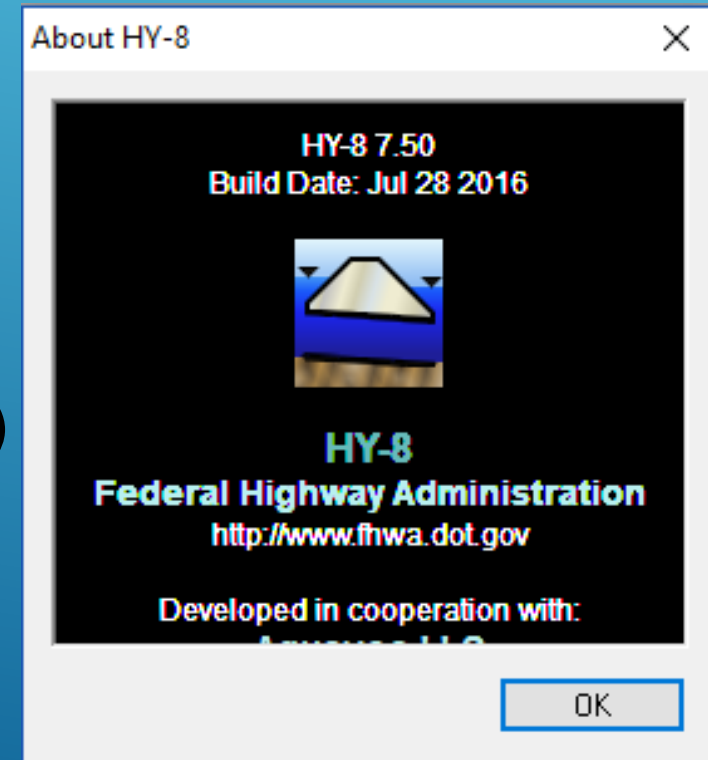 About HY-8
HY-8 7.50
Build Date: Jul 28 2016
HY-8
Federal Highway Administration
http://www.fhwa.dot.gov
Developed in cooperation with:
OK